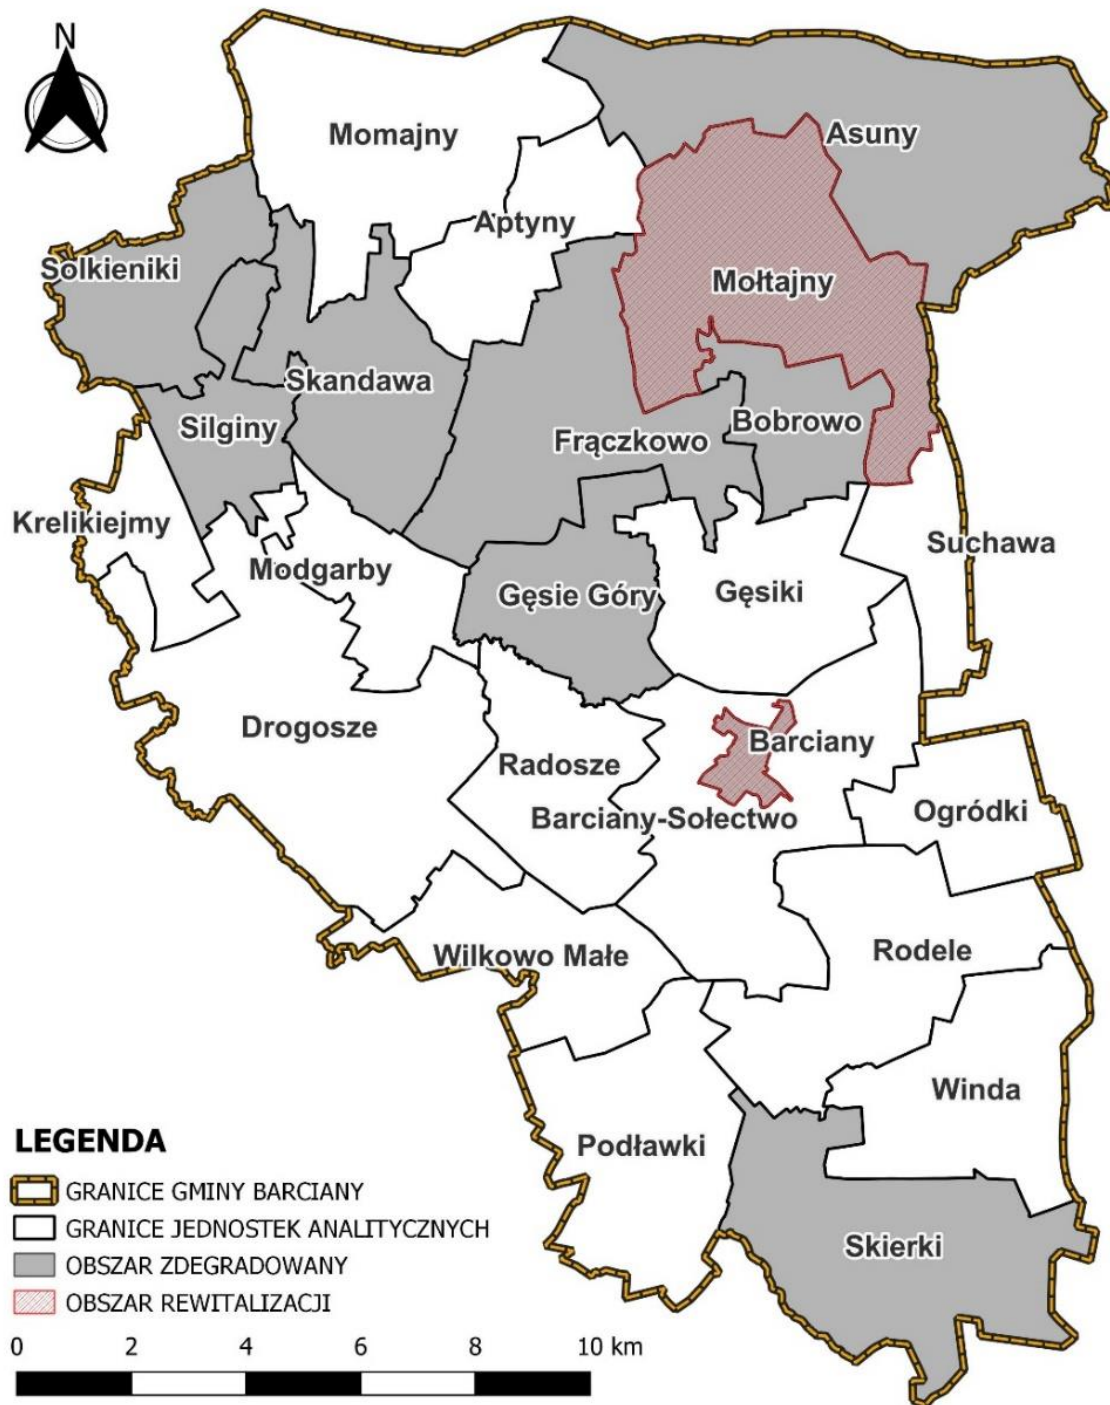 N
Momajny
Asuny
Aptyny
Solkieniki
Mołtajny
Skandawa
Silginy
Frączkowo
Bobrowo
Krelikiejmy
Modgarby
Suchawa
Gęsie Góry
Gęsiki
Drogosze
Radosze
Barciany
Barciany-Sołectwo
Ogródki
Wilkowo Małe
Rodele
Winda
Podławki
Skierki
LEGENDA
GRANICE GMINY BARCIANY
GRANICE JEDNOSTEK ANALITYCZNYCH
OBSZAR ZDEGRADOWANY
OBSZAR REWITALIZACJI
0 2 4 6 8 10 km